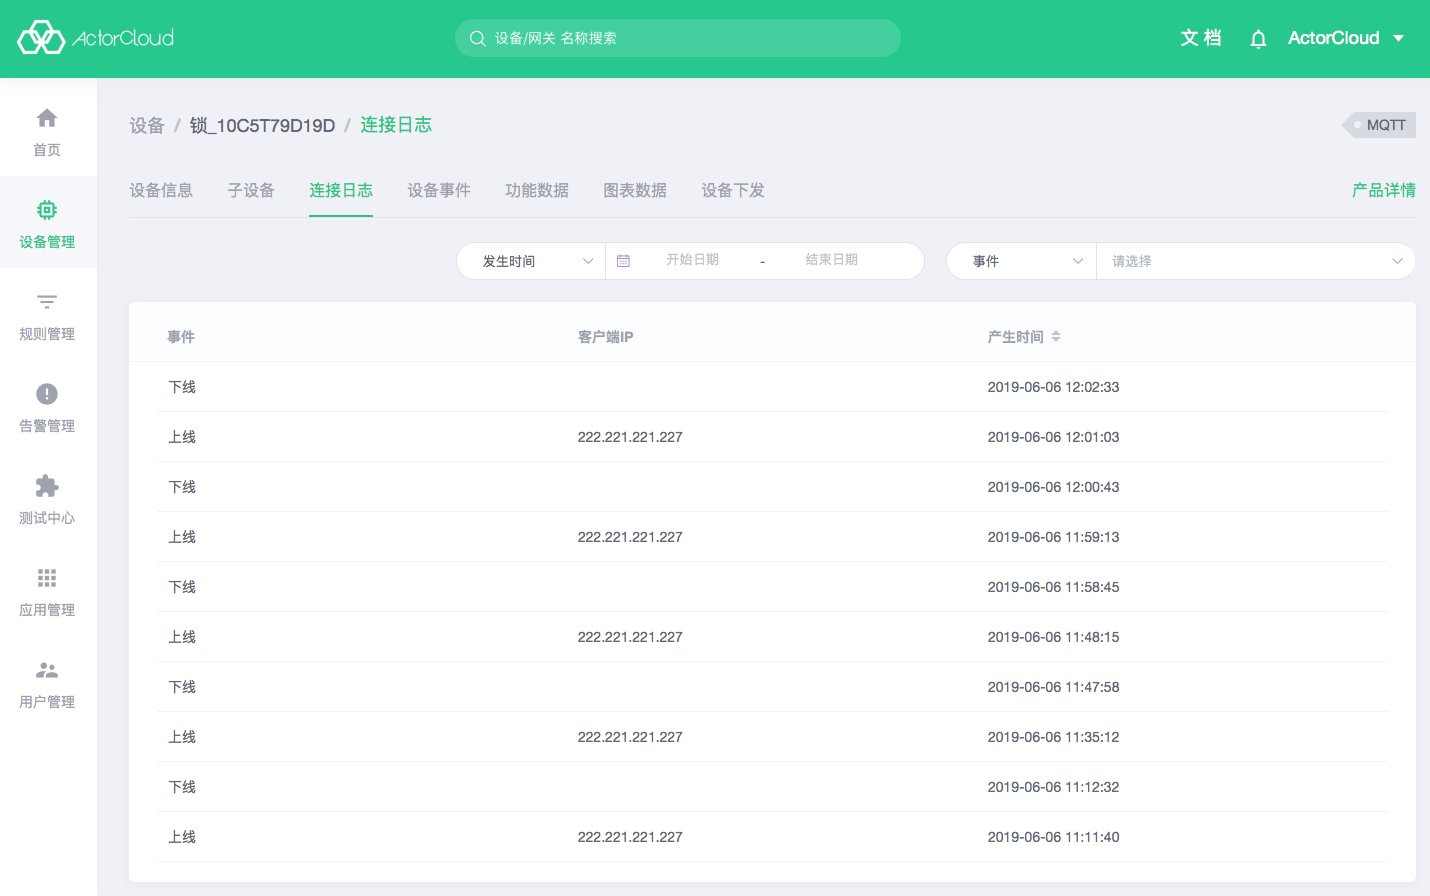 ActorCloud
设备/网关 名称搜索
文档
ActorCloud
首页
设备管理
规则管理
告警管理
测试中心
应用管理
用户管理
设备 / 锁_10C5T79D19D / 连接日志
MQTT
设备信息 子设备 连接日志 设备事件 功能数据 图表数据 设备下发 产品详情
发生时间 开始日期 - 结束日期 事件 请选择
事件 客户端IP 产生时间
下线 2019-06-06 12:02:33
上线 222.221.221.227 2019-06-06 12:01:03
下线 2019-06-06 12:00:43
上线 222.221.221.227 2019-06-06 11:59:13
下线 2019-06-06 11:58:45
上线 222.221.221.227 2019-06-06 11:48:15
下线 2019-06-06 11:47:58
上线 222.221.221.227 2019-06-06 11:35:12
下线 2019-06-06 11:12:32
上线 222.221.221.227 2019-06-06 11:11:40